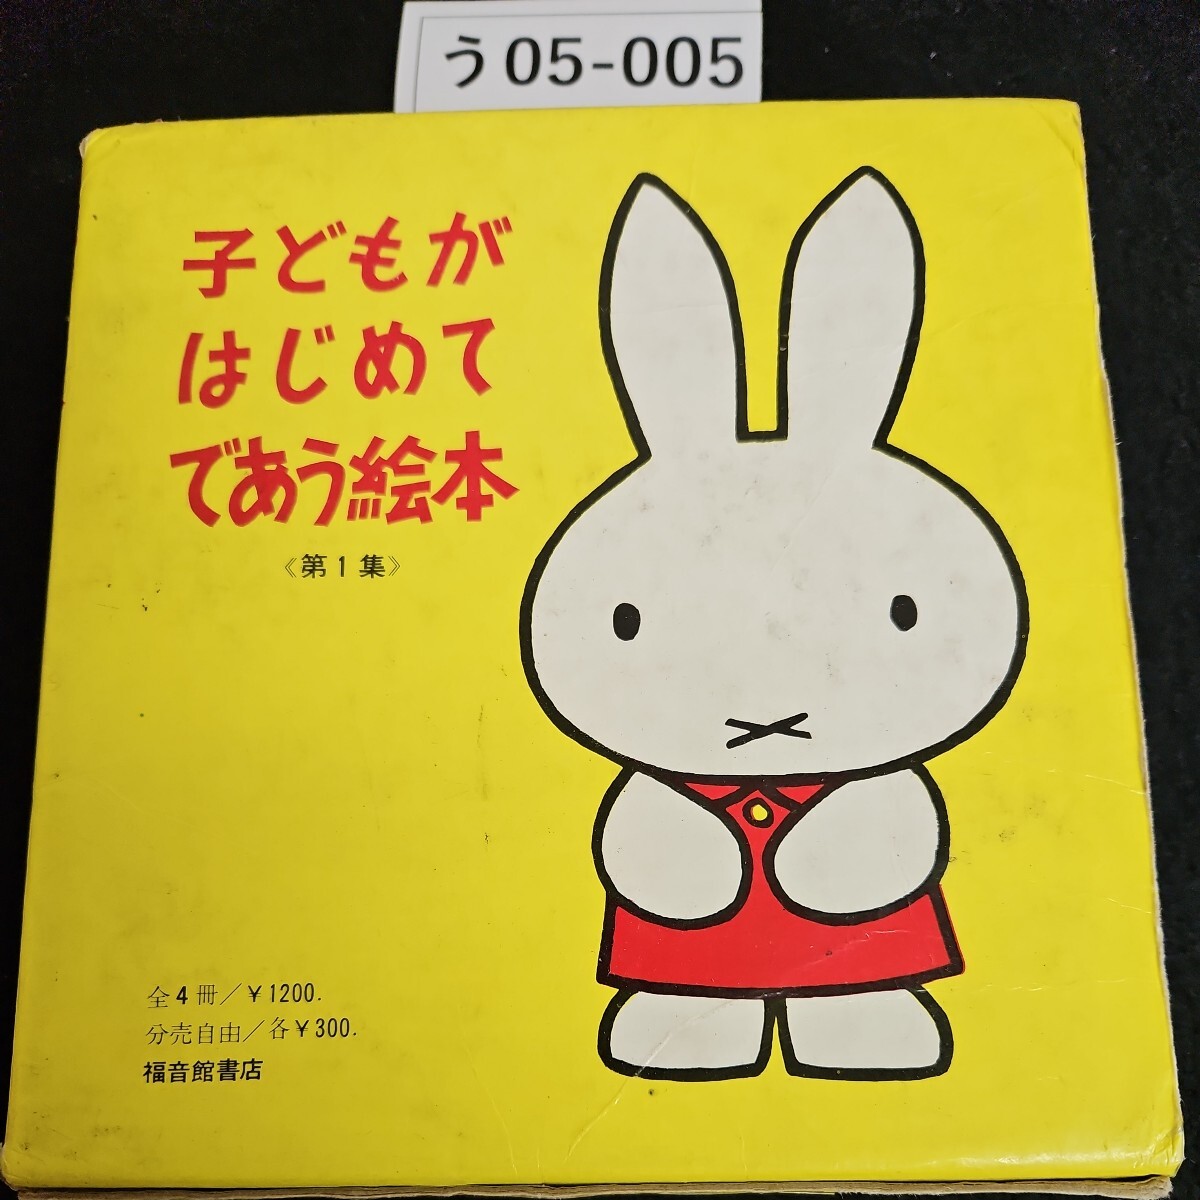 う05-005
子どもが
はじめて
であう絵本
《第1集》
全4冊/¥1200.
分売自由/各¥300.
福音館書店